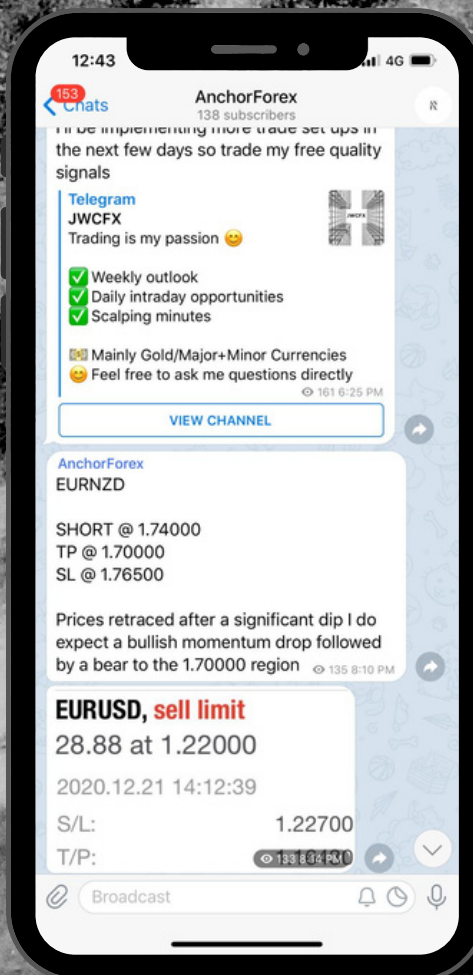 12:43
4G
153
Chats
AnchorForex
138 subscribers
I'll be implementing more trade set ups in
the next few days so trade my free quality
signals
Telegram
JWCFX
JWCFX
Trading is my passion 😊
✅ Weekly outlook
✅ Daily intraday opportunities
✅ Scalping minutes
💴 Mainly Gold/Major+Minor Currencies
😊 Feel free to ask me questions directly
161 6:25 PM
VIEW CHANNEL
AnchorForex
EURNZD
SHORT @ 1.74000
TP @ 1.70000
SL @ 1.76500
Prices retraced after a significant dip I do
expect a bullish momentum drop followed
by a bear to the 1.70000 region
135 8:10 PM
EURUSD, sell limit
28.88 at 1.22000
2020.12.21 14:12:39
S/L: 1.22700
T/P:
133 8:34 PM
Broadcast